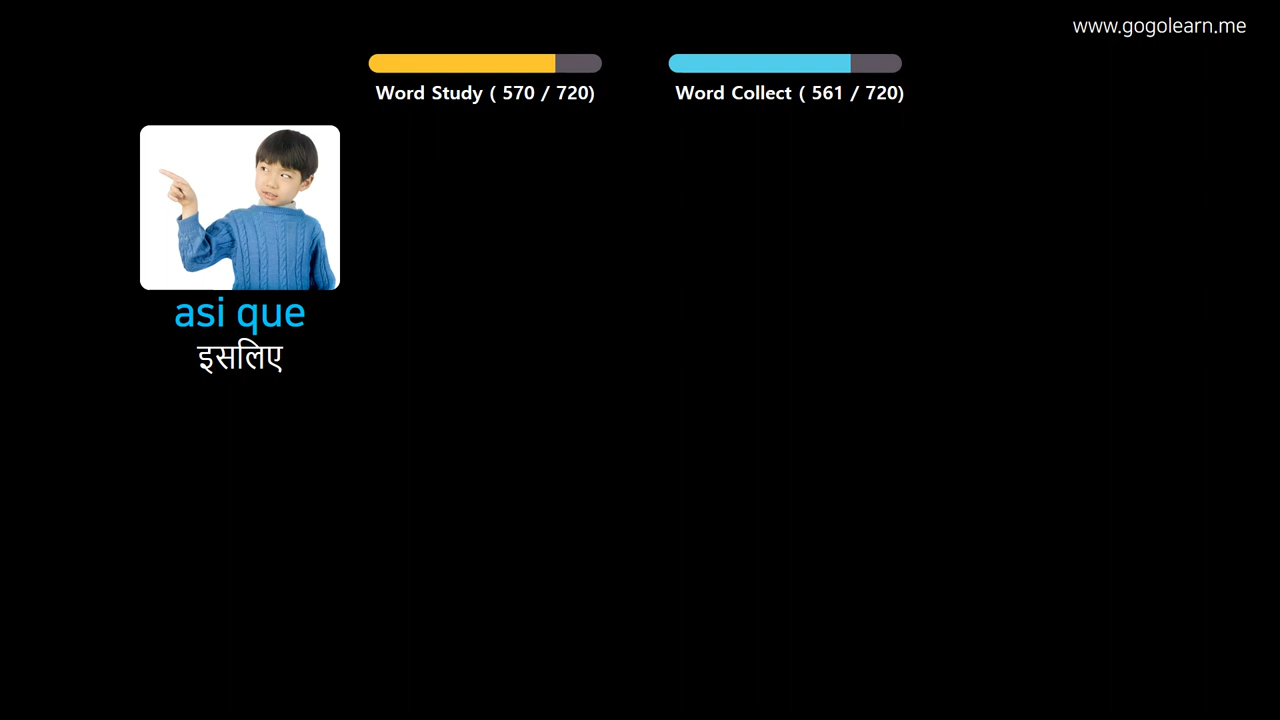 www.gogolearn.me
Word Study ( 570 / 720)
Word Collect ( 561 / 720)
asi que
इसलिए